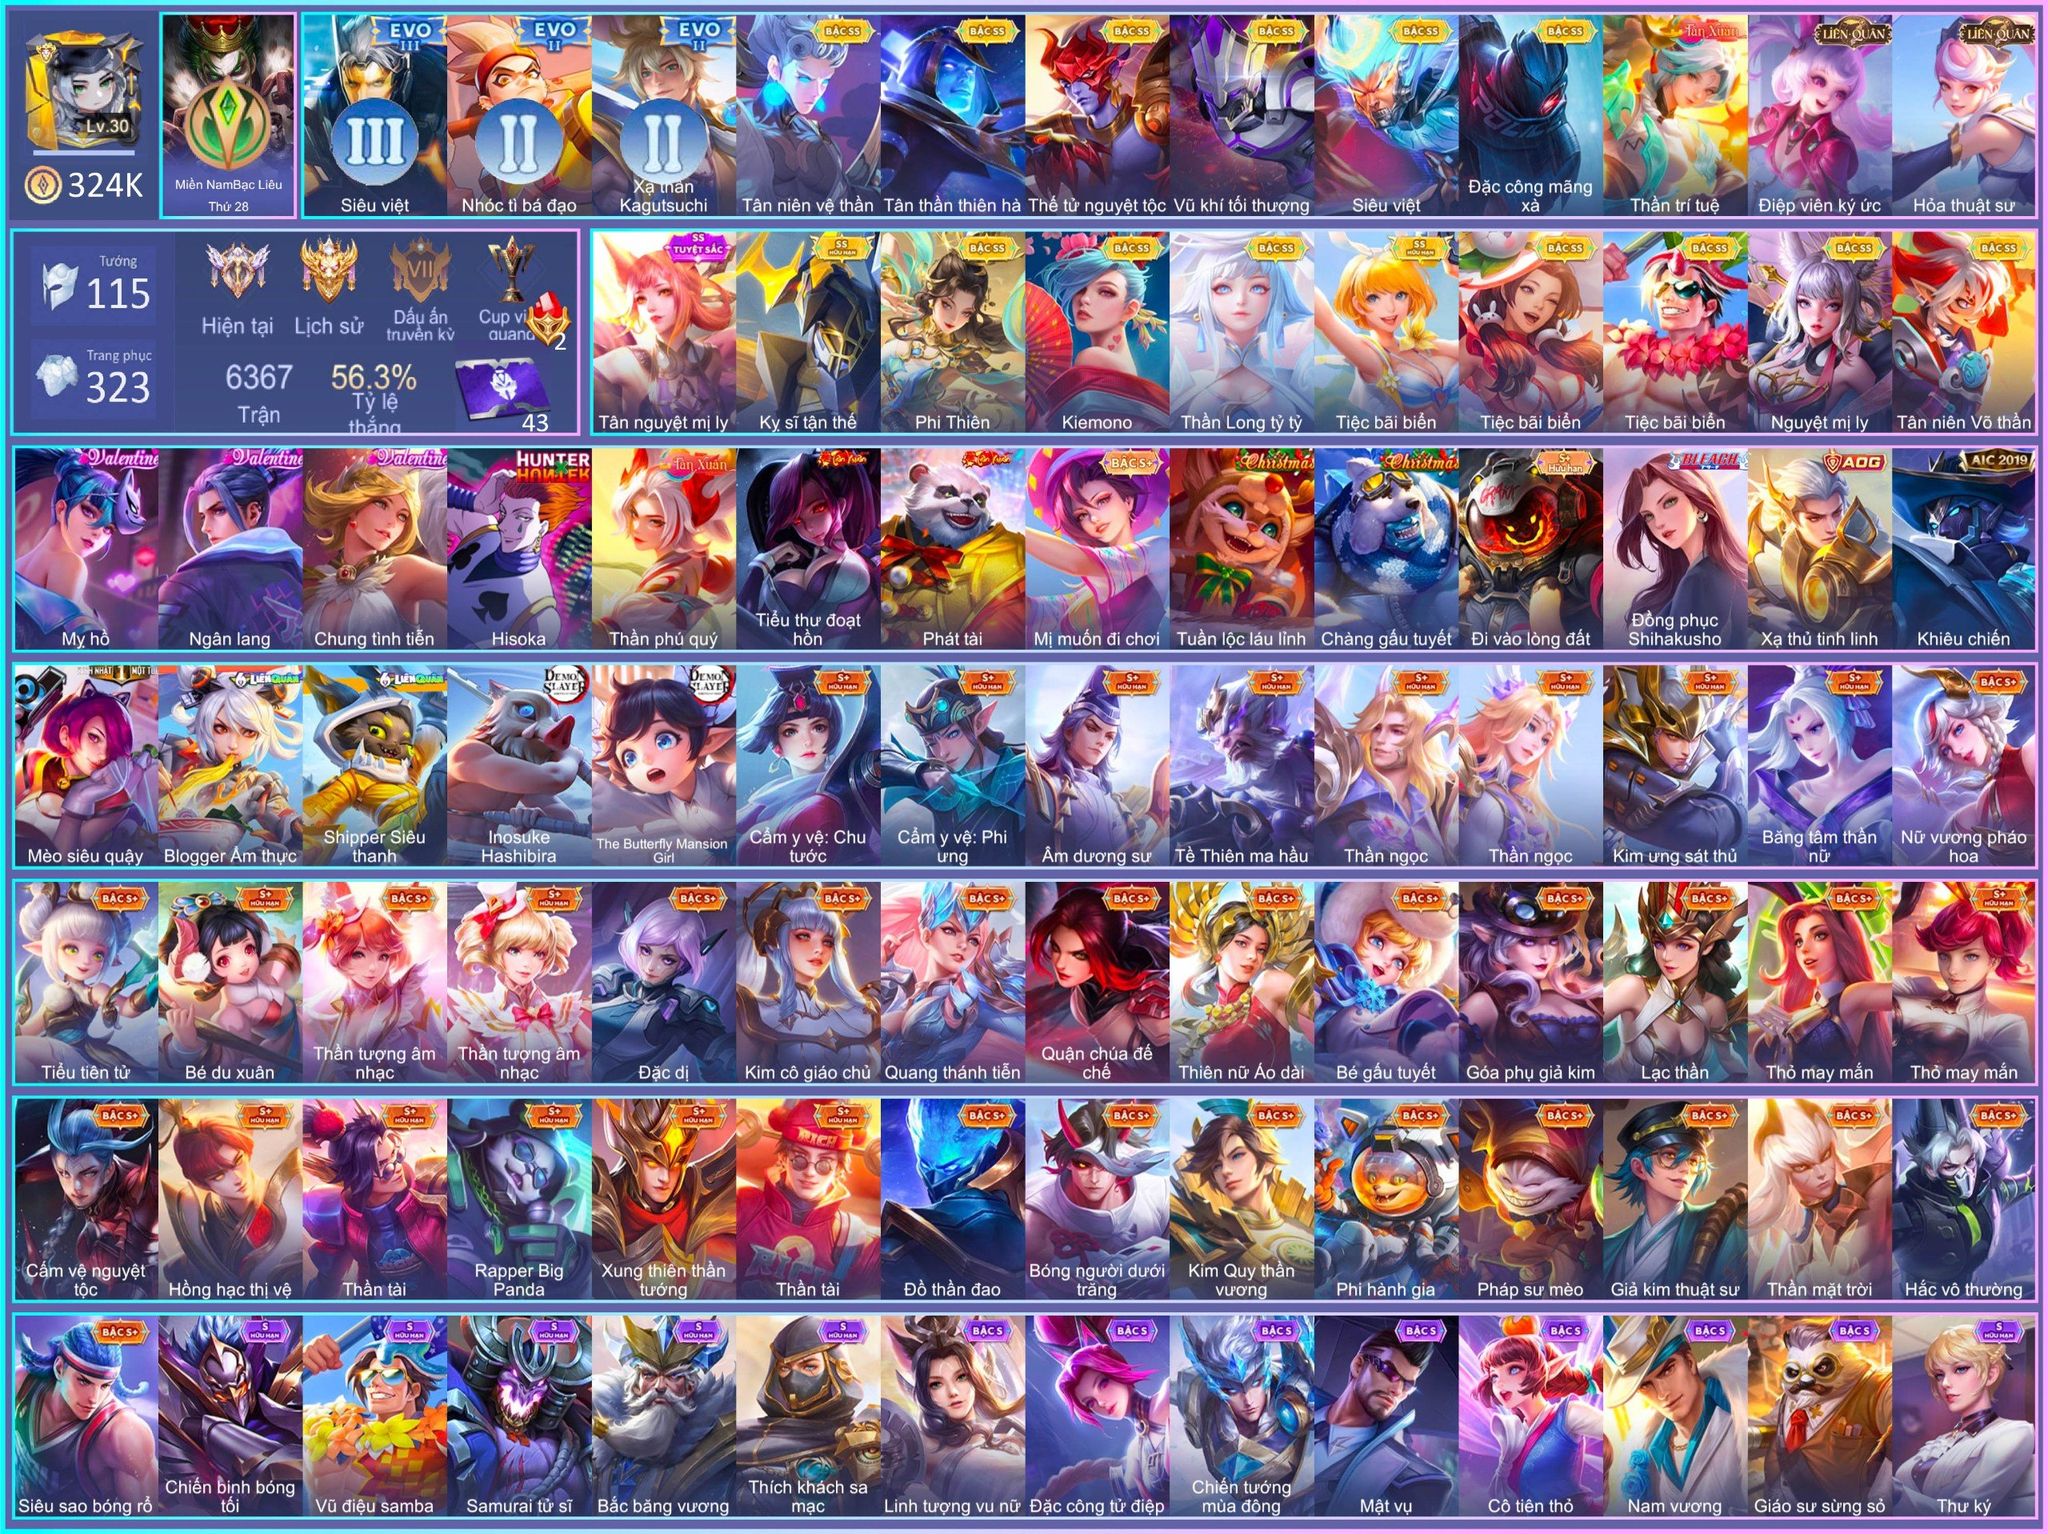 Lv.30
324K
Miền NamBạc Liêu
Thứ 28
EVO III
III
Siêu việt
EVO II
II
Nhóc tì bá đạo
EVO II
II
Xạ thần
Kagutsuchi
BẬC SS
Tân niên vệ thần
BẬC SS
Tân thần thiên hà
BẬC SS
Thế tử nguyệt tộc
BẬC SS
Vũ khí tối thượng
BẬC SS
Siêu việt
BẬC SS
Đặc công mãng
xà
Tân Xuân
Thần trí tuệ
LIÊN QUÂN
Điệp viên ký ức
LIÊN QUÂN
Hỏa thuật sư
Tướng
115
Trang phục
323
Hiện tại
Lịch sử
VII
Dấu ấn
truyền kỳ
Cup vi
quang
2
6367
Trận
56.3%
Tỷ lệ
thắng
43
SS
TUYỆT SẮC
Tân nguyệt mị ly
SS
HỮU HẠN
Kỵ sĩ tận thế
BẬC SS
Phi Thiên
BẬC SS
Kiemono
BẬC SS
Thần Long tỷ tỷ
SS
HỮU HẠN
Tiệc bãi biển
BẬC SS
Tiệc bãi biển
BẬC SS
Tiệc bãi biển
BẬC SS
Nguyệt mị ly
BẬC SS
Tân niên Võ thần
Valentine
Mỵ hồ
Valentine
Ngân lang
Valentine
Chung tình tiễn
HUNTER
HUNTER
Hisoka
Tân Xuân
Thần phú quý
Tân Xuân
Tiểu thư đoạt
hồn
Tân Xuân
Phát tài
BẬC S+
Mị muốn đi chơi
Christmas
Tuần lộc láu lỉnh
Christmas
Chàng gấu tuyết
S+
Hữu hạn
Đi vào lòng đất
BLEACH
Đồng phục
Shihakusho
AOG
Xạ thủ tinh linh
AIC 2019
Khiêu chiến
Mèo siêu quậy
6 LIÊN QUÂN
Blogger Ẩm thực
6 LIÊN QUÂN
Shipper Siêu
thanh
DEMON
SLAYER
Inosuke
Hashibira
DEMON
SLAYER
The Butterfly Mansion
Girl
S+
HỮU HẠN
Cẩm y vệ: Chu
tước
S+
HỮU HẠN
Cẩm y vệ: Phi
ưng
S+
HỮU HẠN
Âm dương sư
S+
HỮU HẠN
Tề Thiên ma hầu
S+
HỮU HẠN
Thần ngọc
S+
HỮU HẠN
Thần ngọc
S+
HỮU HẠN
Kim ưng sát thủ
S+
HỮU HẠN
Băng tâm thần
nữ
BẬC S+
Nữ vương pháo
hoa
BẬC S+
Tiểu tiên tử
S+
HỮU HẠN
Bé du xuân
BẬC S+
Thần tượng âm
nhạc
S+
HỮU HẠN
Thần tượng âm
nhạc
BẬC S+
Đặc dị
BẬC S+
Kim cô giáo chủ
BẬC S+
Quang thánh tiễn
BẬC S+
Quận chúa đế
chế
BẬC S+
Thiên nữ Áo dài
BẬC S+
Bé gấu tuyết
S+
HỮU HẠN
Góa phụ giả kim
BẬC S+
Lạc thần
BẬC S+
Thỏ may mắn
S+
HỮU HẠN
Thỏ may mắn
BẬC S+
Cấm vệ nguyệt
tộc
S+
HỮU HẠN
Hồng hạc thị vệ
S+
HỮU HẠN
Thần tài
S+
HỮU HẠN
Rapper Big
Panda
S+
HỮU HẠN
Xung thiên thần
tướng
S+
HỮU HẠN
RICH
Thần tài
BẬC S+
Đồ thần đao
BẬC S+
Bóng người dưới
trăng
BẬC S+
Kim Quy thần
vương
BẬC S+
Phi hành gia
BẬC S+
Pháp sư mèo
BẬC S+
Giả kim thuật sư
BẬC S+
Thần mặt trời
BẬC S+
Hắc vô thường
BẬC S+
Siêu sao bóng rổ
S
HỮU HẠN
Chiến binh bóng
tối
S
HỮU HẠN
Vũ điệu samba
S
HỮU HẠN
Samurai tử sĩ
S
HỮU HẠN
Bắc băng vương
S
HỮU HẠN
Thích khách sa
mạc
BẬC S
Linh tượng vu nữ
BẬC S
Đặc công tử điệp
BẬC S
Chiến tướng
mùa đông
BẬC S
Mật vụ
BẬC S
Cô tiên thỏ
BẬC S
Nam vương
BẬC S
Giáo sư sừng sỏ
S
HỮU HẠN
Thư ký